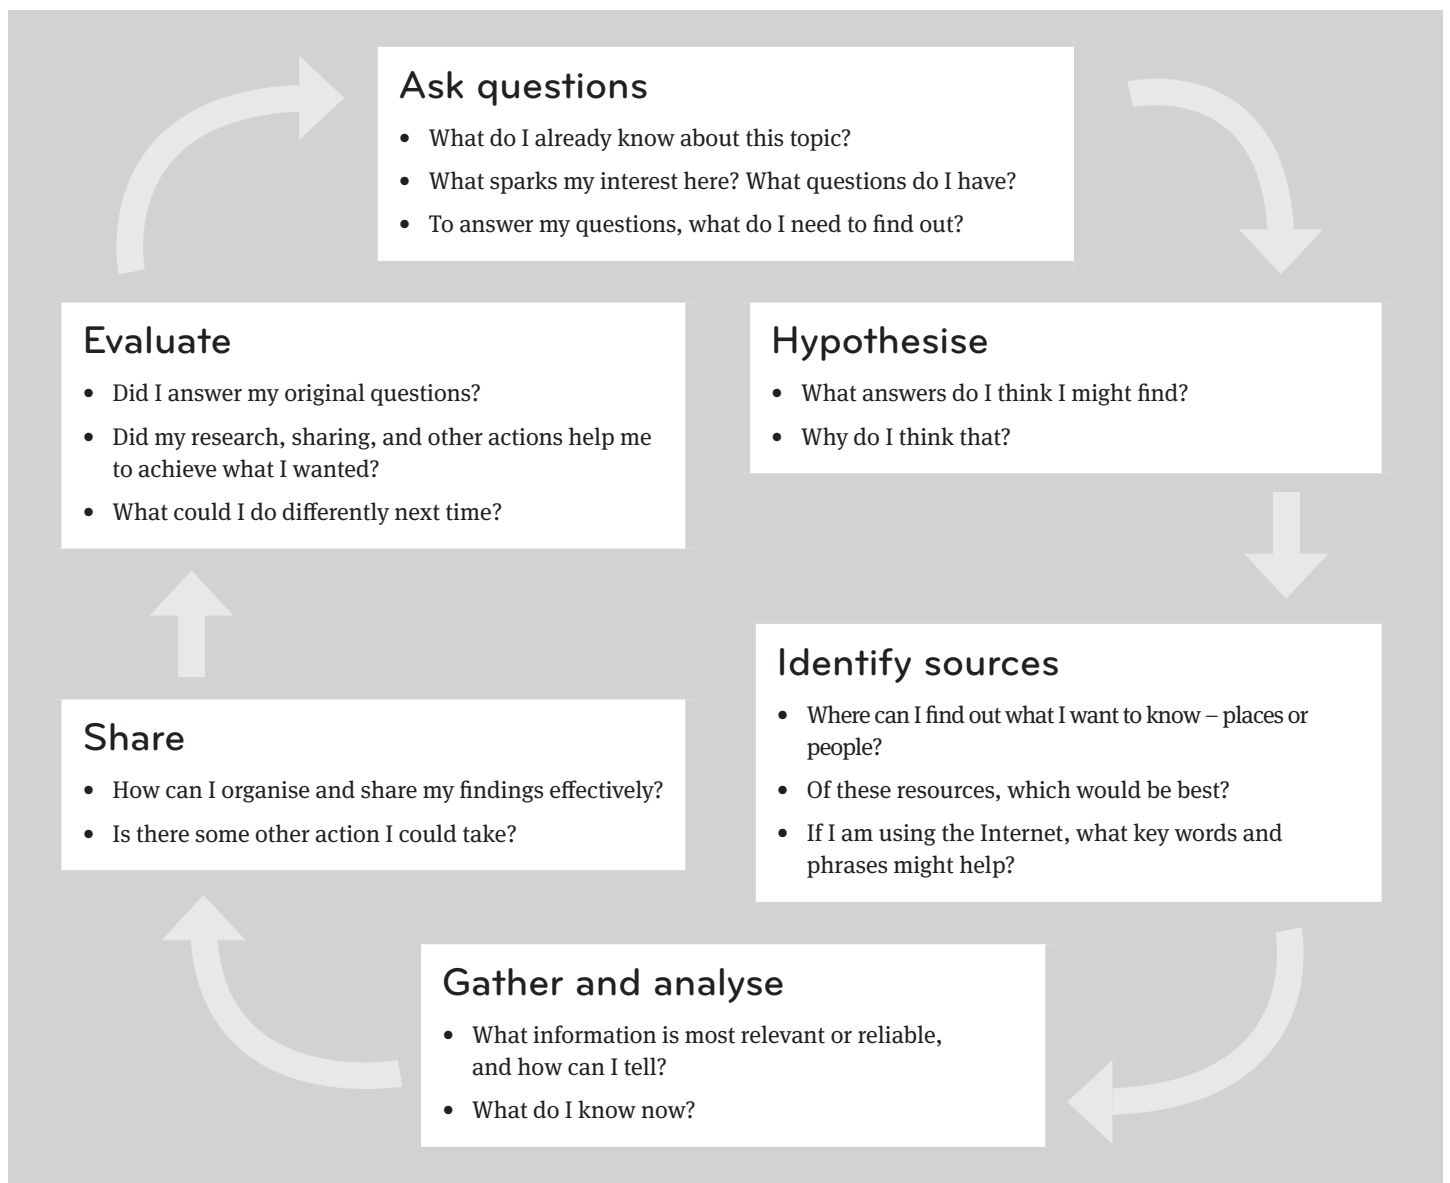 Ask questions
• What do I already know about this topic?
• What sparks my interest here? What questions do I have?
• To answer my questions, what do I need to find out?
Hypothesise
• What answers do I think I might find?
• Why do I think that?
Identify sources
• Where can I find out what I want to know – places or
people?
• Of these resources, which would be best?
• If I am using the Internet, what key words and
phrases might help?
Gather and analyse
• What information is most relevant or reliable,
and how can I tell?
• What do I know now?
Share
• How can I organise and share my findings effectively?
• Is there some other action I could take?
Evaluate
• Did I answer my original questions?
• Did my research, sharing, and other actions help me
to achieve what I wanted?
• What could I do differently next time?